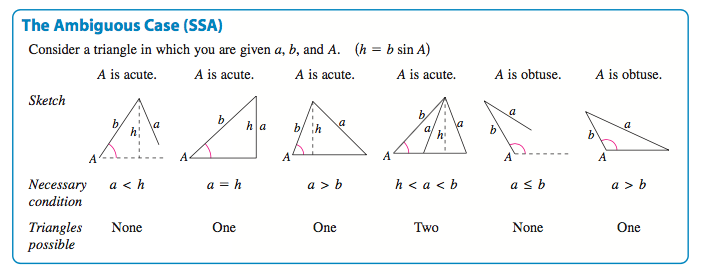 The Ambiguous Case (SSA)
Consider a triangle in which you are given a, b, and A. (h = b sin A)
A is acute. A is acute. A is acute. A is acute. A is obtuse. A is obtuse.
Sketch
b h a A
b h a A
b h a A
b a h a A
a b A
a b A
Necessary condition
a < h a = h a > b h < a < b a ≤ b a > b
Triangles possible
None One One Two None One